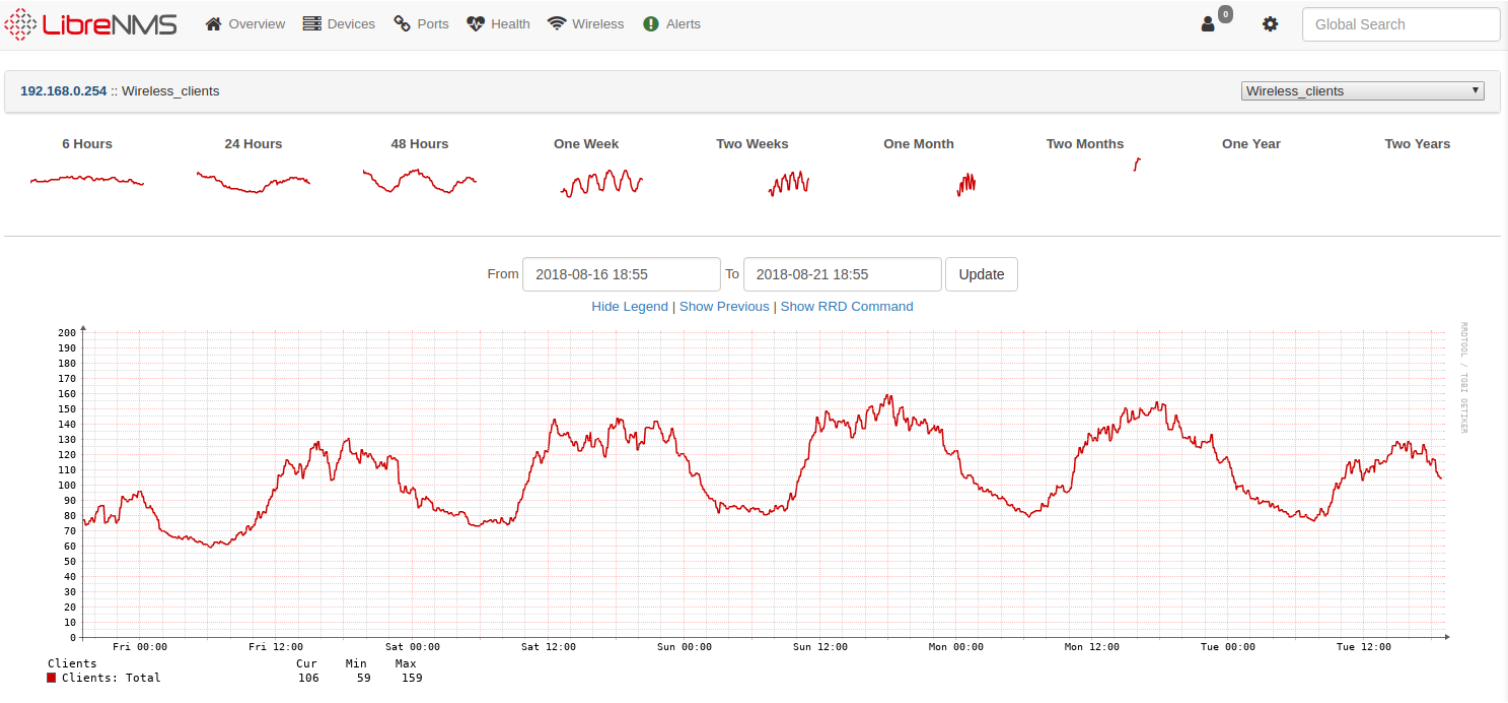 LibreNMS Overview Devices Ports Health Wireless Alerts 0 Global Search
192.168.0.254 :: Wireless_clients Wireless_clients
6 Hours 24 Hours 48 Hours One Week Two Weeks One Month Two Months One Year Two Years
From 2018-08-16 18:55 To 2018-08-21 18:55 Update
Hide Legend | Show Previous | Show RRD Command
RRDTOOL / TOBI OETIKER
200
190
180
170
160
150
140
130
120
110
100
90
80
70
60
50
40
30
20
10
0
Fri 00:00 Fri 12:00 Sat 00:00 Sat 12:00 Sun 00:00 Sun 12:00 Mon 00:00 Mon 12:00 Tue 00:00 Tue 12:00
Clients Cur Min Max
Clients: Total 106 59 159